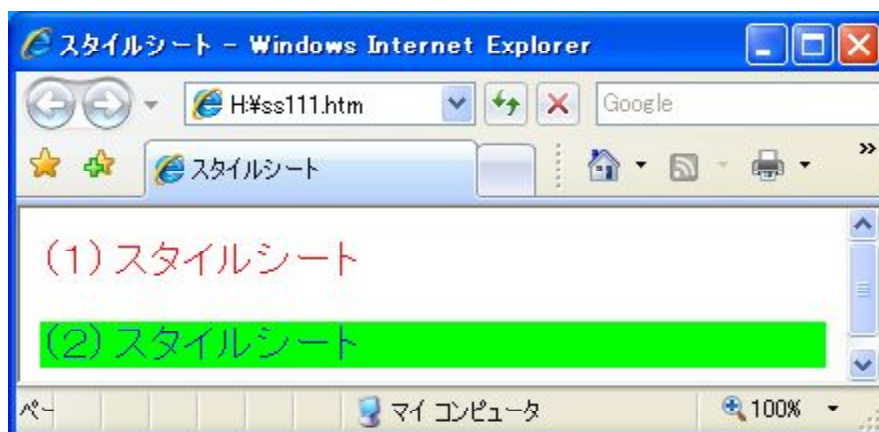 スタイルシート - Windows Internet Explorer
H:¥ss111.htm
Google
スタイルシート
»
(1)スタイルシート
(2)スタイルシート
ペー
マイ コンピュータ
100%